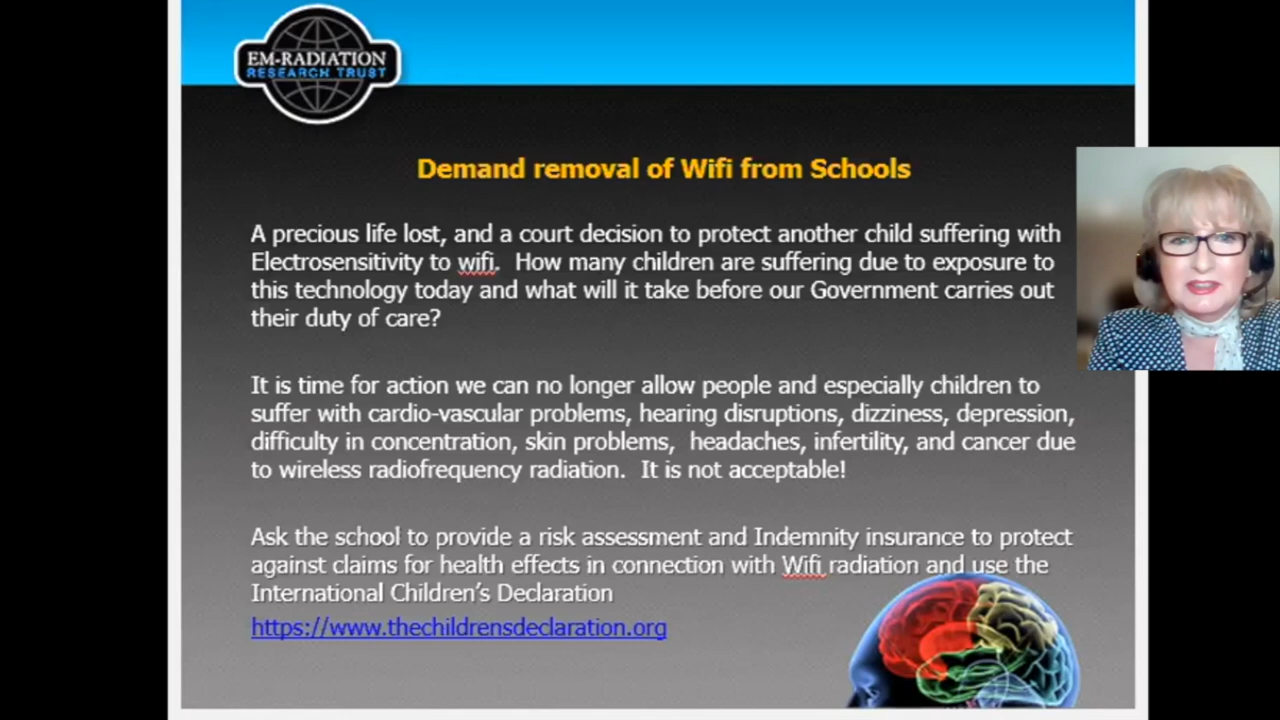 EM-RADIATION
RESEARCH TRUST
Demand removal of Wifi from Schools
A precious life lost, and a court decision to protect another child suffering with
Electrosensitivity to wifi.  How many children are suffering due to exposure to
this technology today and what will it take before our Government carries out
their duty of care?
It is time for action we can no longer allow people and especially children to
suffer with cardio-vascular problems, hearing disruptions, dizziness, depression,
difficulty in concentration, skin problems,  headaches, infertility, and cancer due
to wireless radiofrequency radiation.  It is not acceptable!
Ask the school to provide a risk assessment and Indemnity insurance to protect
against claims for health effects in connection with Wifi radiation and use the
International Children’s Declaration
https://www.thechildrensdeclaration.org